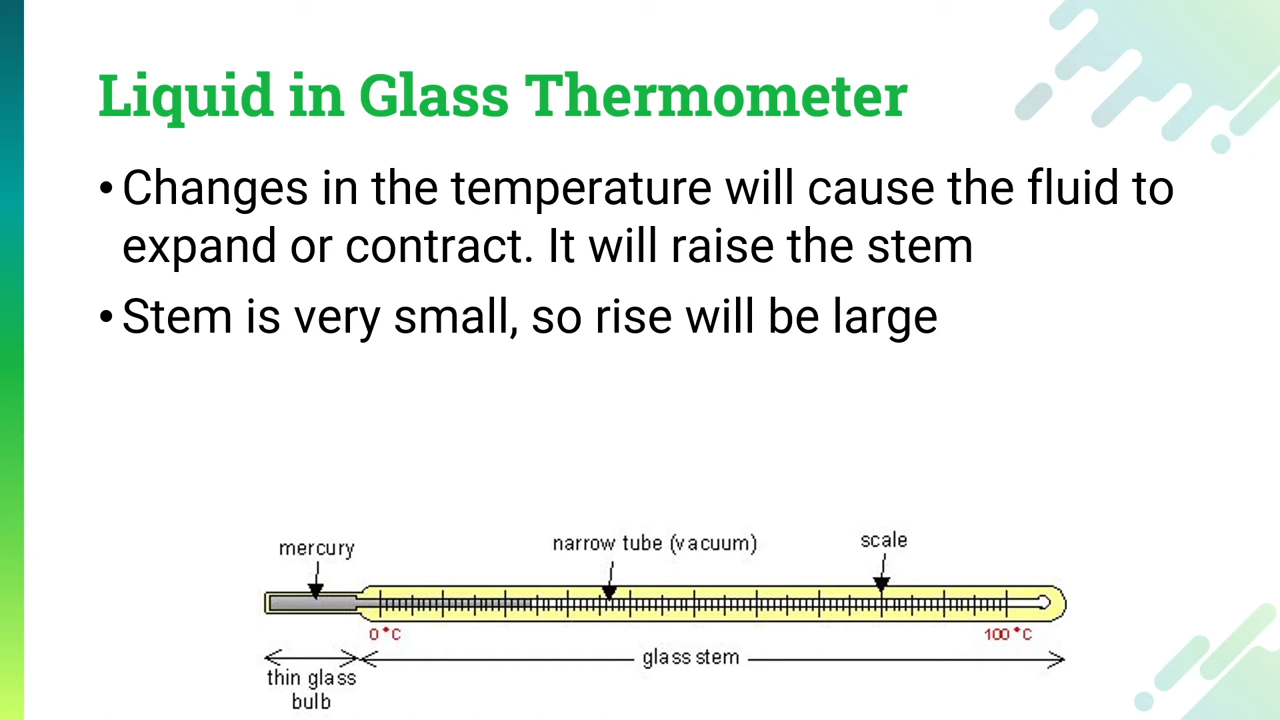 Liquid in Glass Thermometer
• Changes in the temperature will cause the fluid to
expand or contract. It will raise the stem
• Stem is very small, so rise will be large
mercury
narrow tube (vacuum)
scale
0 °C
100 °C
glass stem
thin glass
bulb